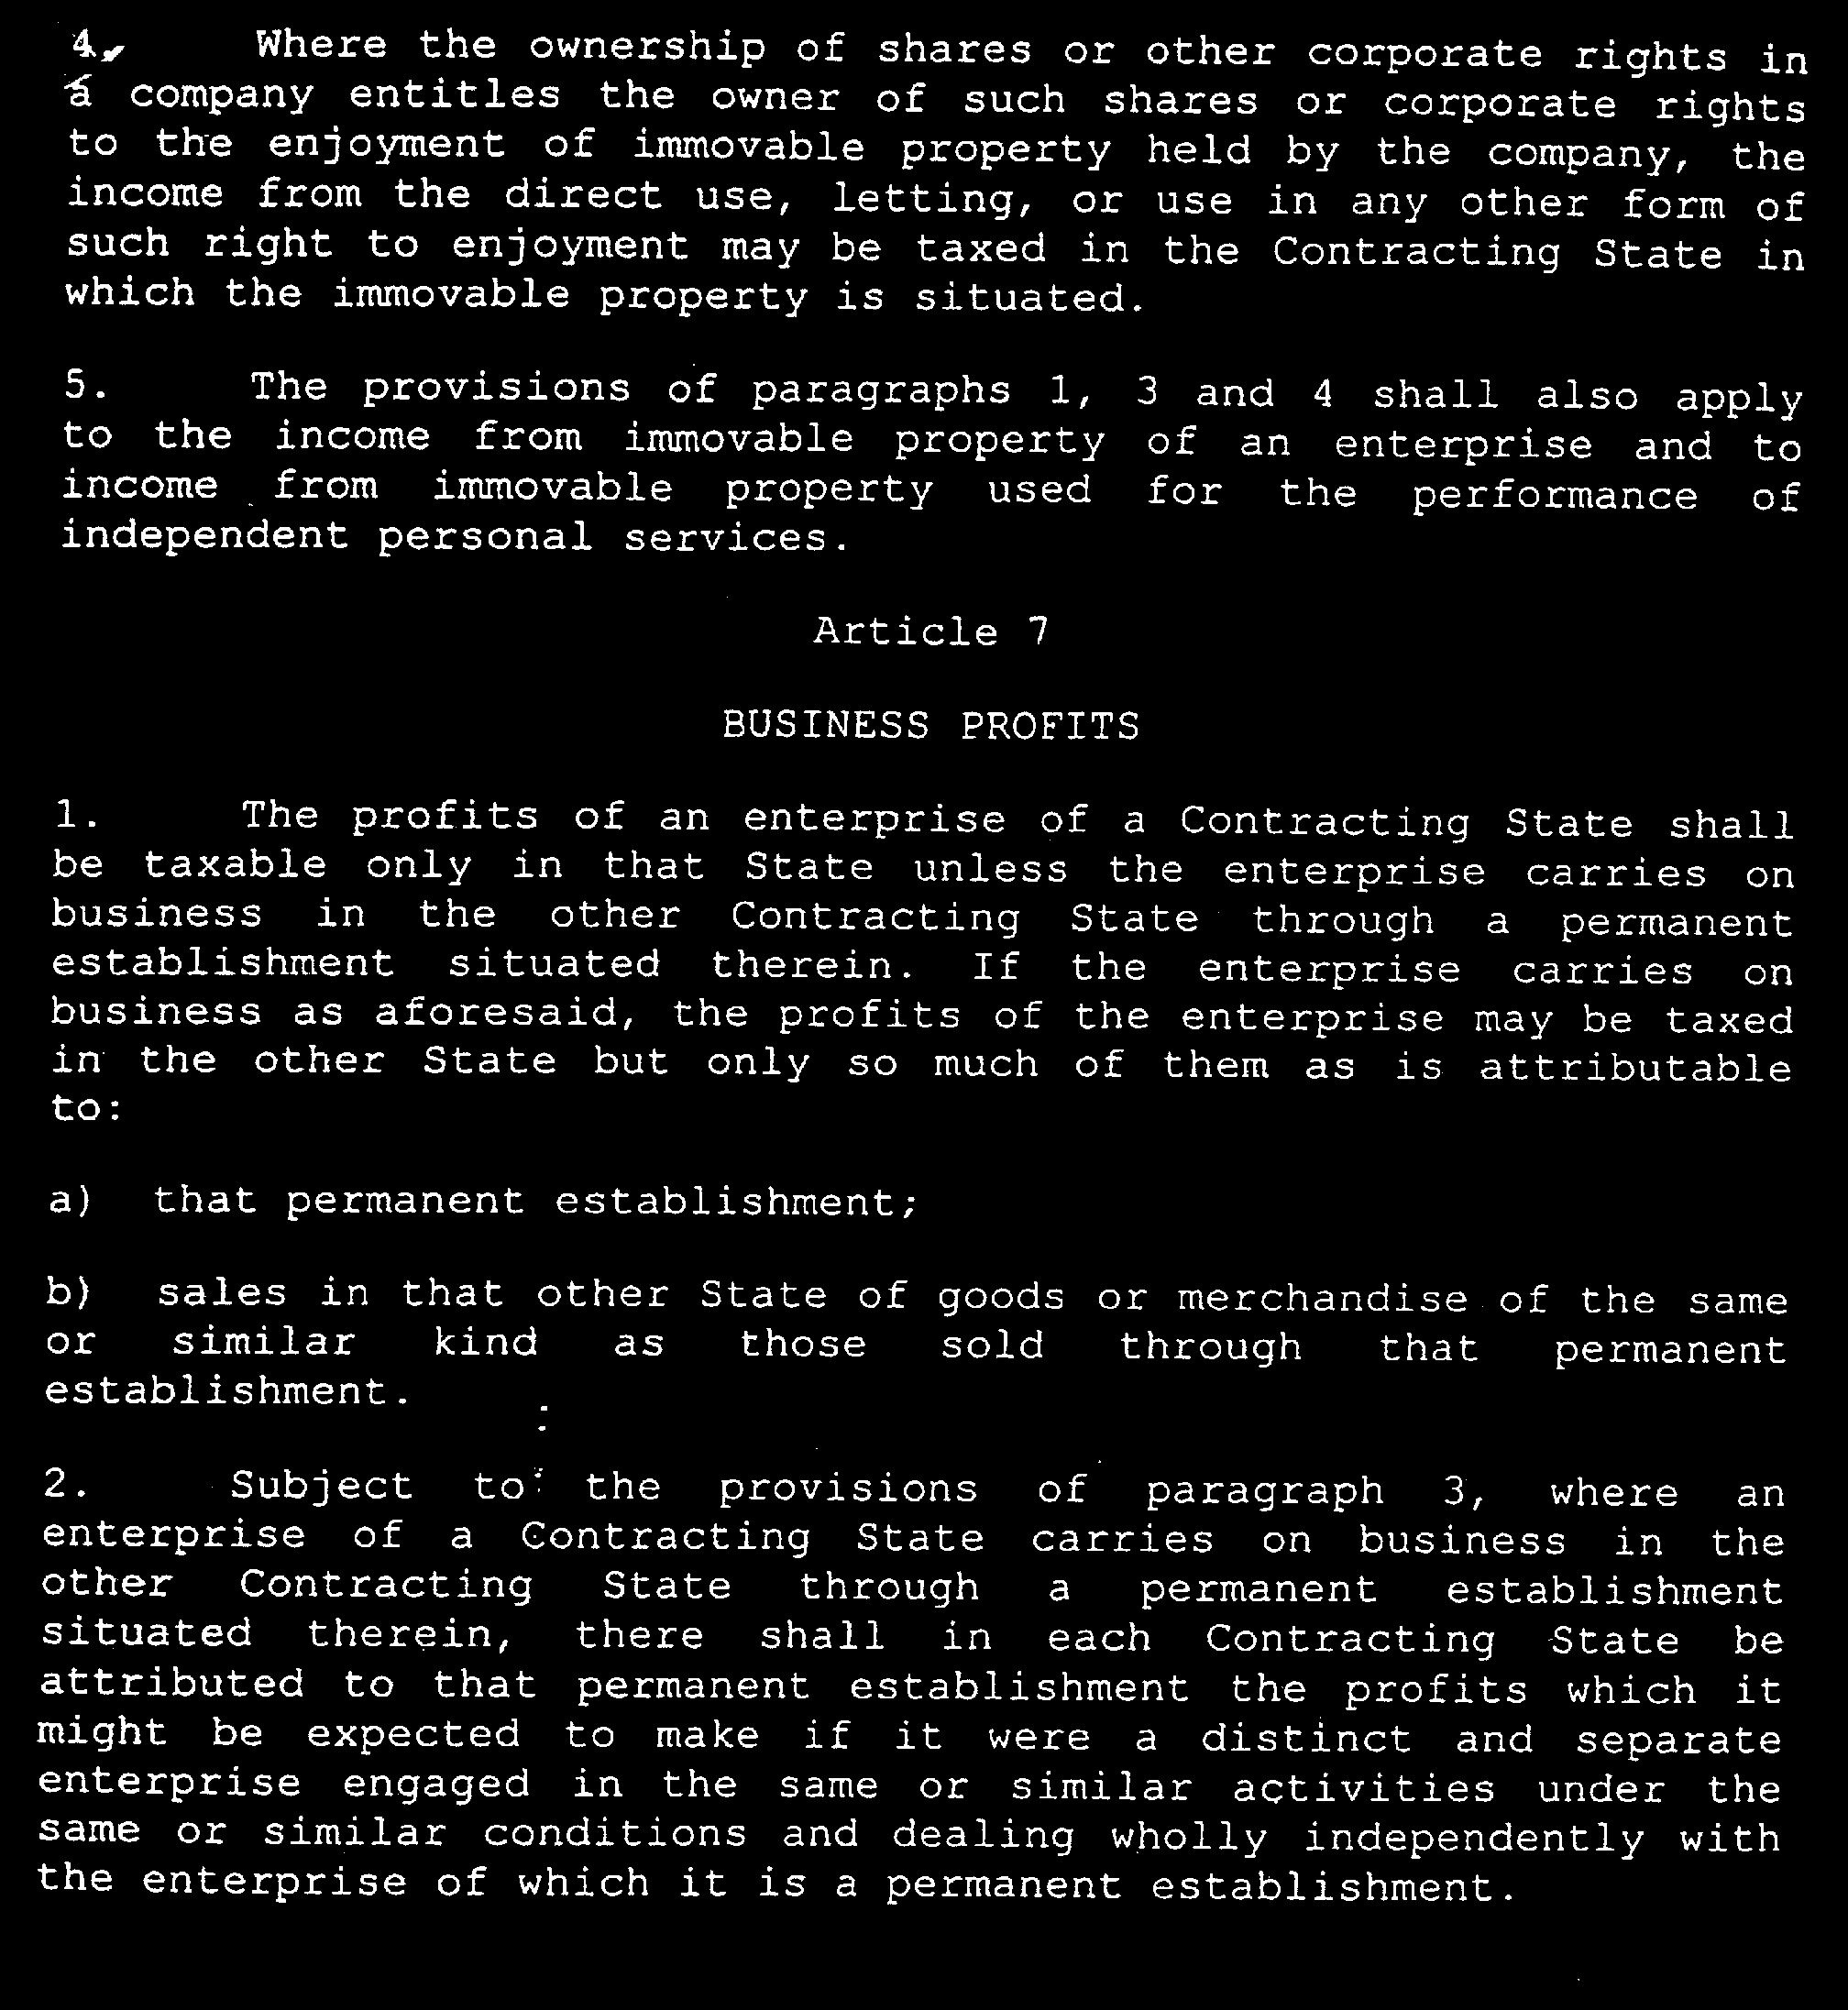 4. Where the ownership of shares or other corporate rights in
a company entitles the owner of such shares or corporate rights
to the enjoyment of immovable property held by the company, the
income from the direct use, letting, or use in any other form of
such right to enjoyment may be taxed in the Contracting State in
which the immovable property is situated.
5. The provisions of paragraphs 1, 3 and 4 shall also apply
to the income from immovable property of an enterprise and to
income from immovable property used for the performance of
independent personal services.
Article 7
BUSINESS PROFITS
1. The profits of an enterprise of a Contracting State shall
be taxable only in that State unless the enterprise carries on
business in the other Contracting State through a permanent
establishment situated therein. If the enterprise carries on
business as aforesaid, the profits of the enterprise may be taxed
in the other State but only so much of them as is attributable
to:
a) that permanent establishment;
b) sales in that other State of goods or merchandise of the same
or similar kind as those sold through that permanent
establishment.
2. Subject to the provisions of paragraph 3, where an
enterprise of a Contracting State carries on business in the
other Contracting State through a permanent establishment
situated therein, there shall in each Contracting State be
attributed to that permanent establishment the profits which it
might be expected to make if it were a distinct and separate
enterprise engaged in the same or similar activities under the
same or similar conditions and dealing wholly independently with
the enterprise of which it is a permanent establishment.